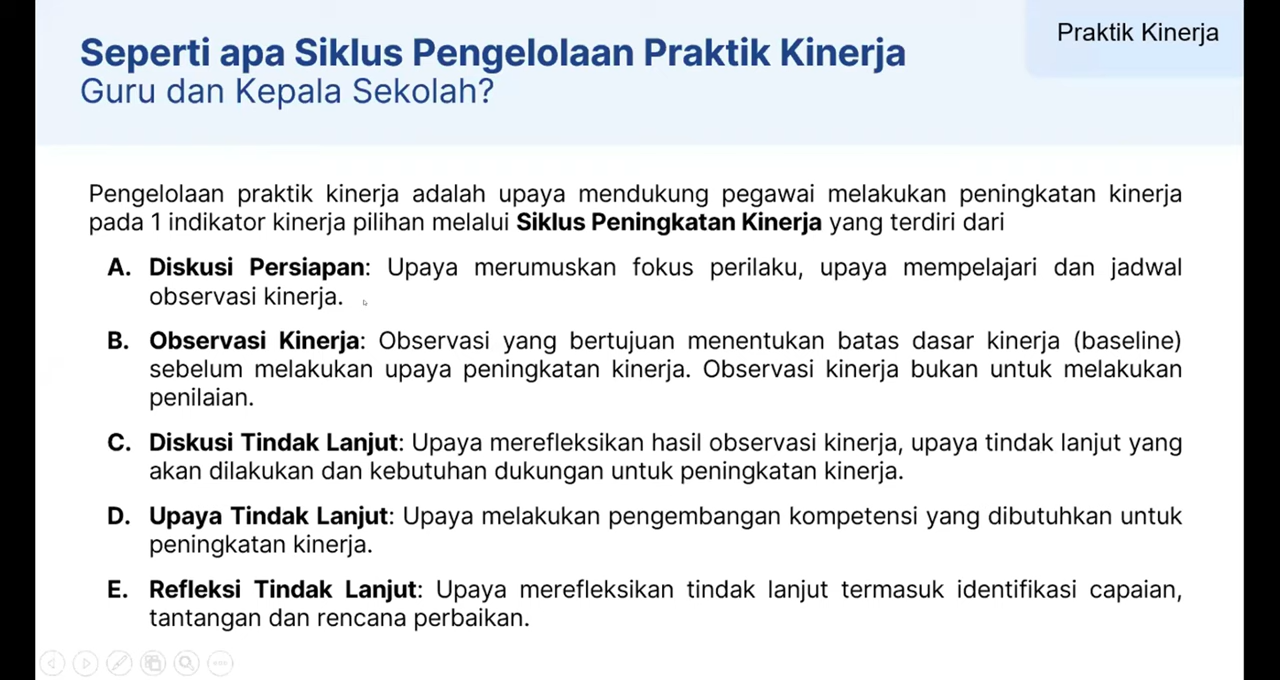 Praktik Kinerja
Seperti apa Siklus Pengelolaan Praktik Kinerja
Guru dan Kepala Sekolah?
Pengelolaan praktik kinerja adalah upaya mendukung pegawai melakukan peningkatan kinerja
pada 1 indikator kinerja pilihan melalui Siklus Peningkatan Kinerja yang terdiri dari
A. Diskusi Persiapan: Upaya merumuskan fokus perilaku, upaya mempelajari dan jadwal
observasi kinerja.
B. Observasi Kinerja: Observasi yang bertujuan menentukan batas dasar kinerja (baseline)
sebelum melakukan upaya peningkatan kinerja. Observasi kinerja bukan untuk melakukan
penilaian.
C. Diskusi Tindak Lanjut: Upaya merefleksikan hasil observasi kinerja, upaya tindak lanjut yang
akan dilakukan dan kebutuhan dukungan untuk peningkatan kinerja.
D. Upaya Tindak Lanjut: Upaya melakukan pengembangan kompetensi yang dibutuhkan untuk
peningkatan kinerja.
E. Refleksi Tindak Lanjut: Upaya merefleksikan tindak lanjut termasuk identifikasi capaian,
tantangan dan rencana perbaikan.